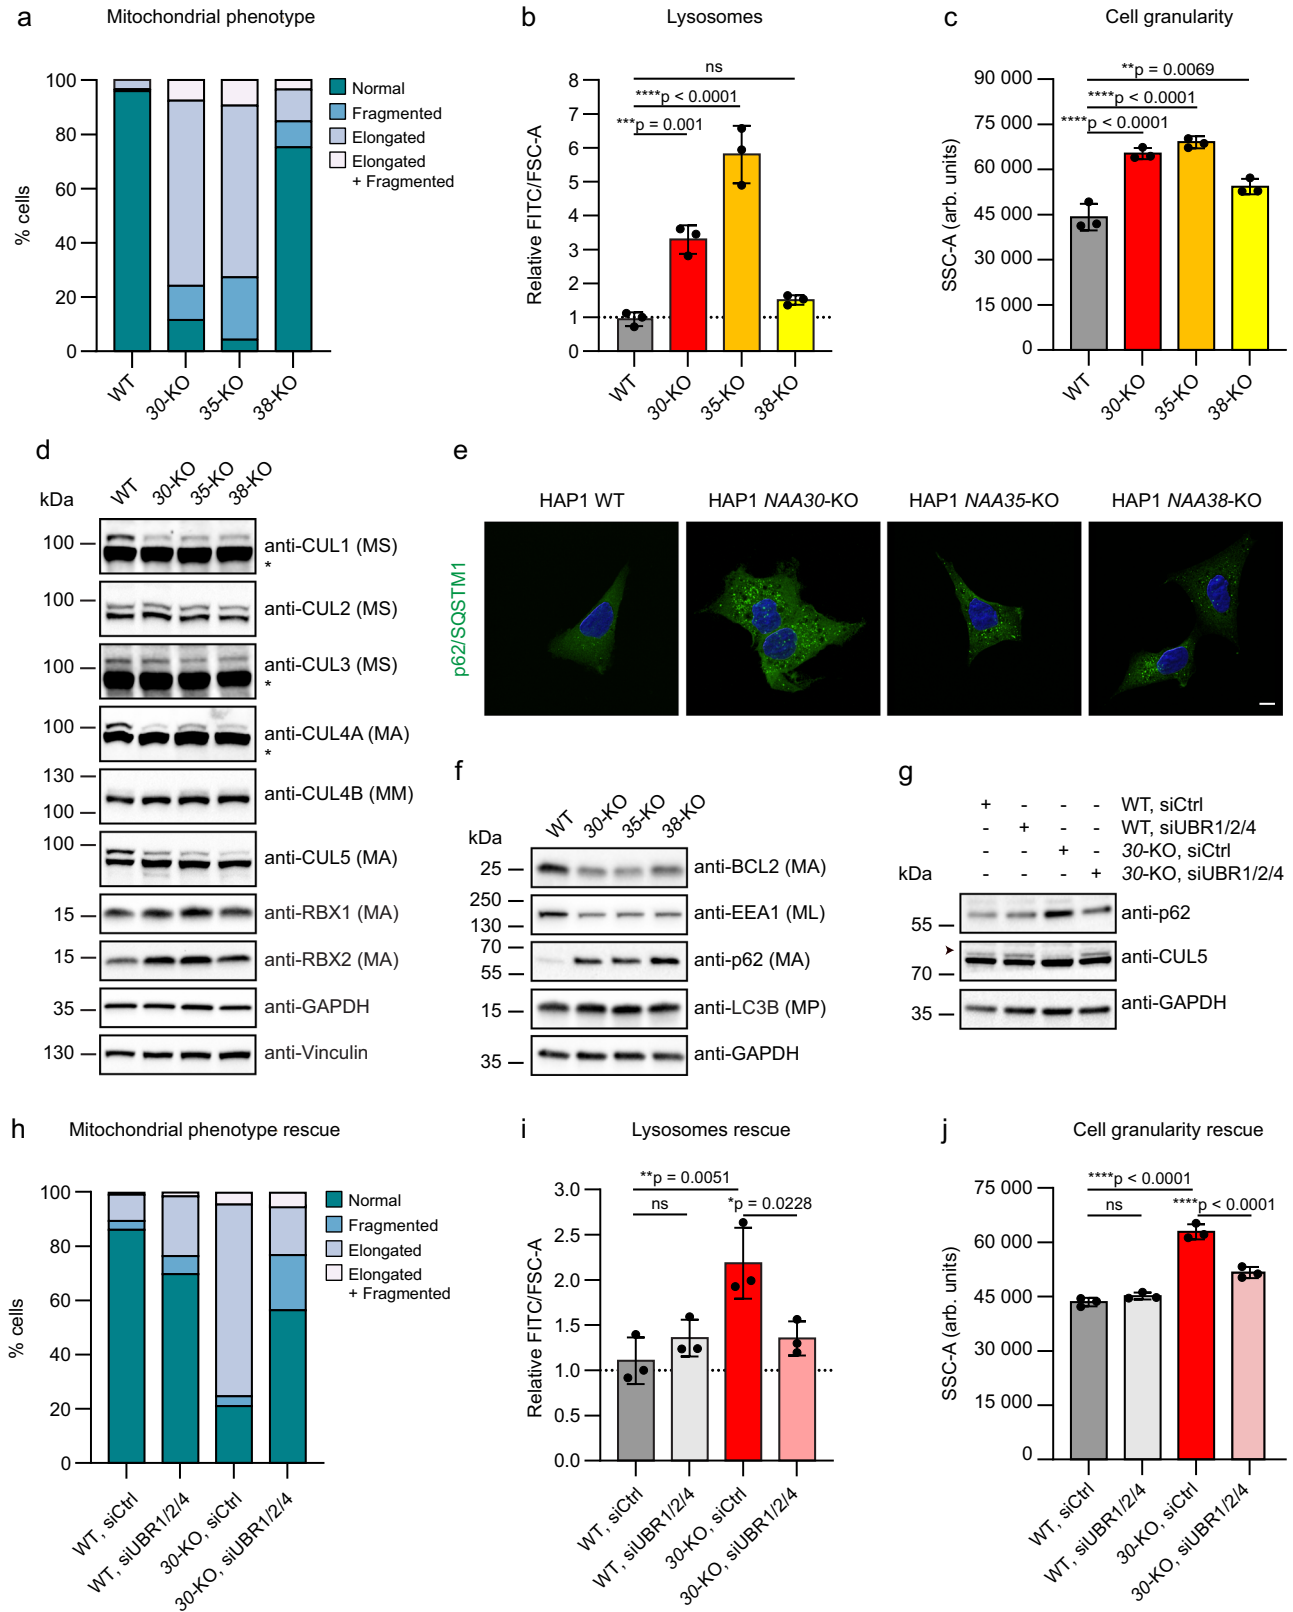 a
Mitochondrial phenotype
% cells
100
80
60
40
20
0
WT
30-KO
35-KO
38-KO
Normal
Fragmented
Elongated
Elongated
+ Fragmented
b
Lysosomes
Relative FITC/FSC-A
8
7
6
5
4
3
2
1
0
ns
****p < 0.0001
***p = 0.001
WT
30-KO
35-KO
38-KO
c
Cell granularity
SSC-A (arb. units)
90 000
75 000
60 000
45 000
30 000
15 000
0
**p = 0.0069
****p < 0.0001
****p < 0.0001
WT
30-KO
35-KO
38-KO
d
kDa
WT
30-KO
35-KO
38-KO
100
anti-CUL1 (MS)
*
100
anti-CUL2 (MS)
100
anti-CUL3 (MS)
*
100
anti-CUL4A (MA)
*
130
100
anti-CUL4B (MM)
100
anti-CUL5 (MA)
15
anti-RBX1 (MA)
15
anti-RBX2 (MA)
35
anti-GAPDH
130
anti-Vinculin
e
HAP1 WT
HAP1 NAA30-KO
HAP1 NAA35-KO
HAP1 NAA38-KO
p62/SQSTM1
f
kDa
WT
30-KO
35-KO
38-KO
25
anti-BCL2 (MA)
250
130
anti-EEA1 (ML)
70
55
anti-p62 (MA)
15
anti-LC3B (MP)
35
anti-GAPDH
g
+ - - - WT, siCtrl
- + - - WT, siUBR1/2/4
- - + - 30-KO, siCtrl
- - - + 30-KO, siUBR1/2/4
kDa
55
anti-p62
70
anti-CUL5
35
anti-GAPDH
h
Mitochondrial phenotype rescue
% cells
100
80
60
40
20
0
WT, siCtrl
WT, siUBR1/2/4
30-KO, siCtrl
30-KO, siUBR1/2/4
Normal
Fragmented
Elongated
Elongated
+ Fragmented
i
Lysosomes rescue
Relative FITC/FSC-A
3.0
2.5
2.0
1.5
1.0
0.5
0.0
**p = 0.0051
ns
*p = 0.0228
WT, siCtrl
WT, siUBR1/2/4
30-KO, siCtrl
30-KO, siUBR1/2/4
j
Cell granularity rescue
SSC-A (arb. units)
75 000
60 000
45 000
30 000
15 000
0
****p < 0.0001
ns
****p < 0.0001
WT, siCtrl
WT, siUBR1/2/4
30-KO, siCtrl
30-KO, siUBR1/2/4